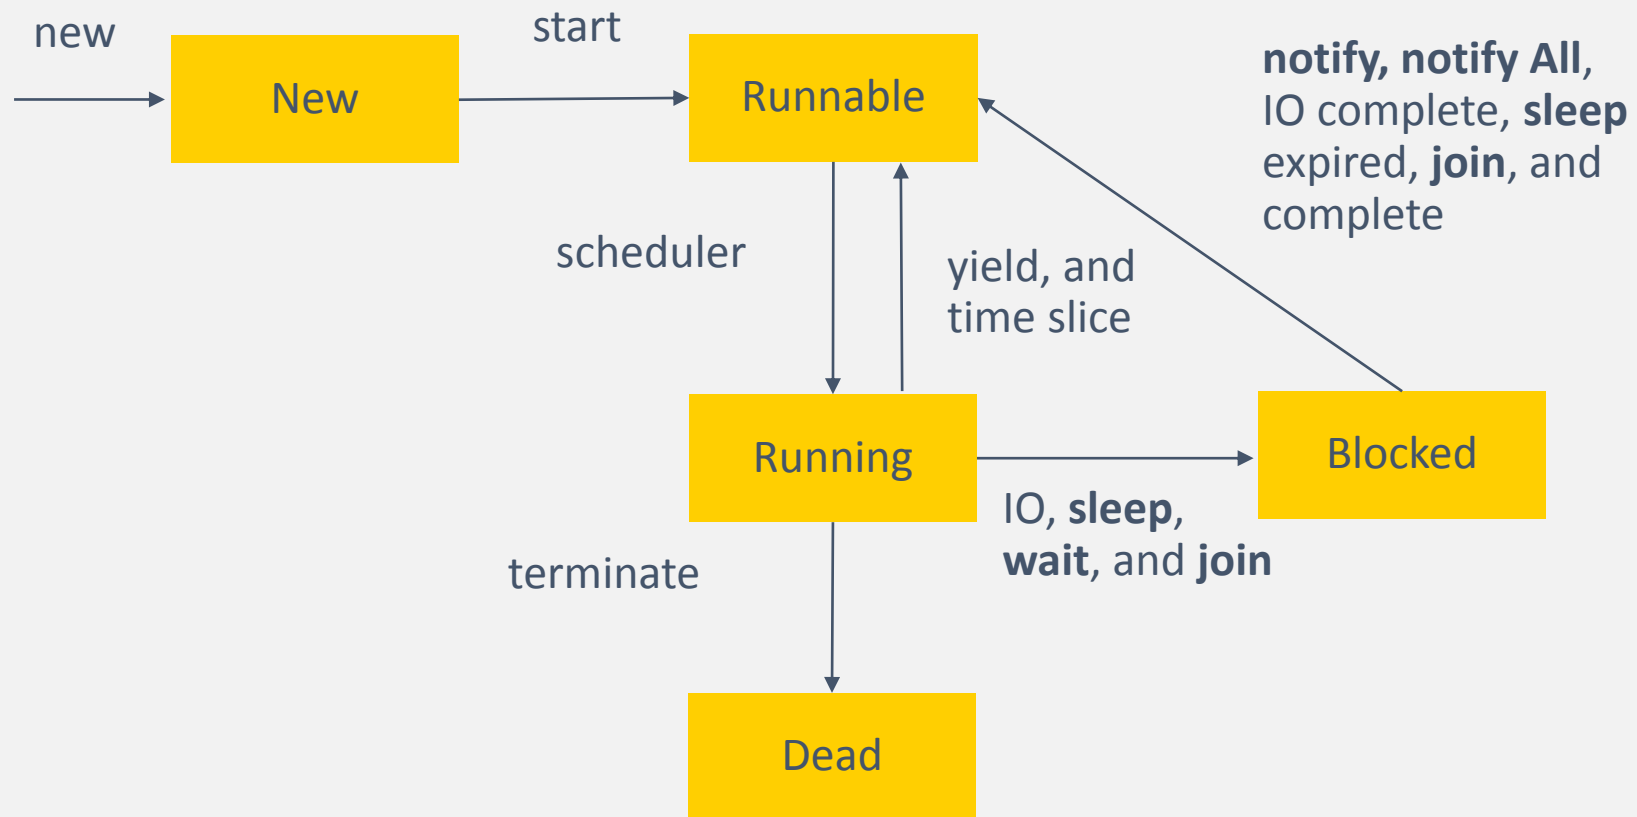 new
start
New
Runnable
notify, notify All,
IO complete, sleep
expired, join, and
complete
scheduler
yield, and
time slice
Running
Blocked
IO, sleep,
wait, and join
terminate
Dead